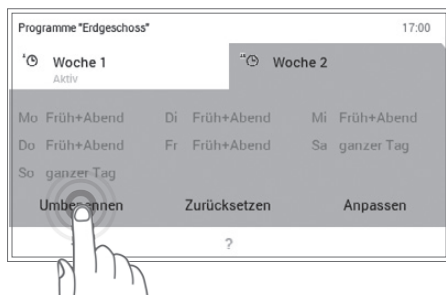 Programme "Erdgeschoss" 17:00
Woche 1 Woche 2
Aktiv
Mo Früh+Abend Di Früh+Abend Mi Früh+Abend
Do Früh+Abend Fr Früh+Abend Sa ganzer Tag
So ganzer Tag
Umbenennen Zurücksetzen Anpassen
?